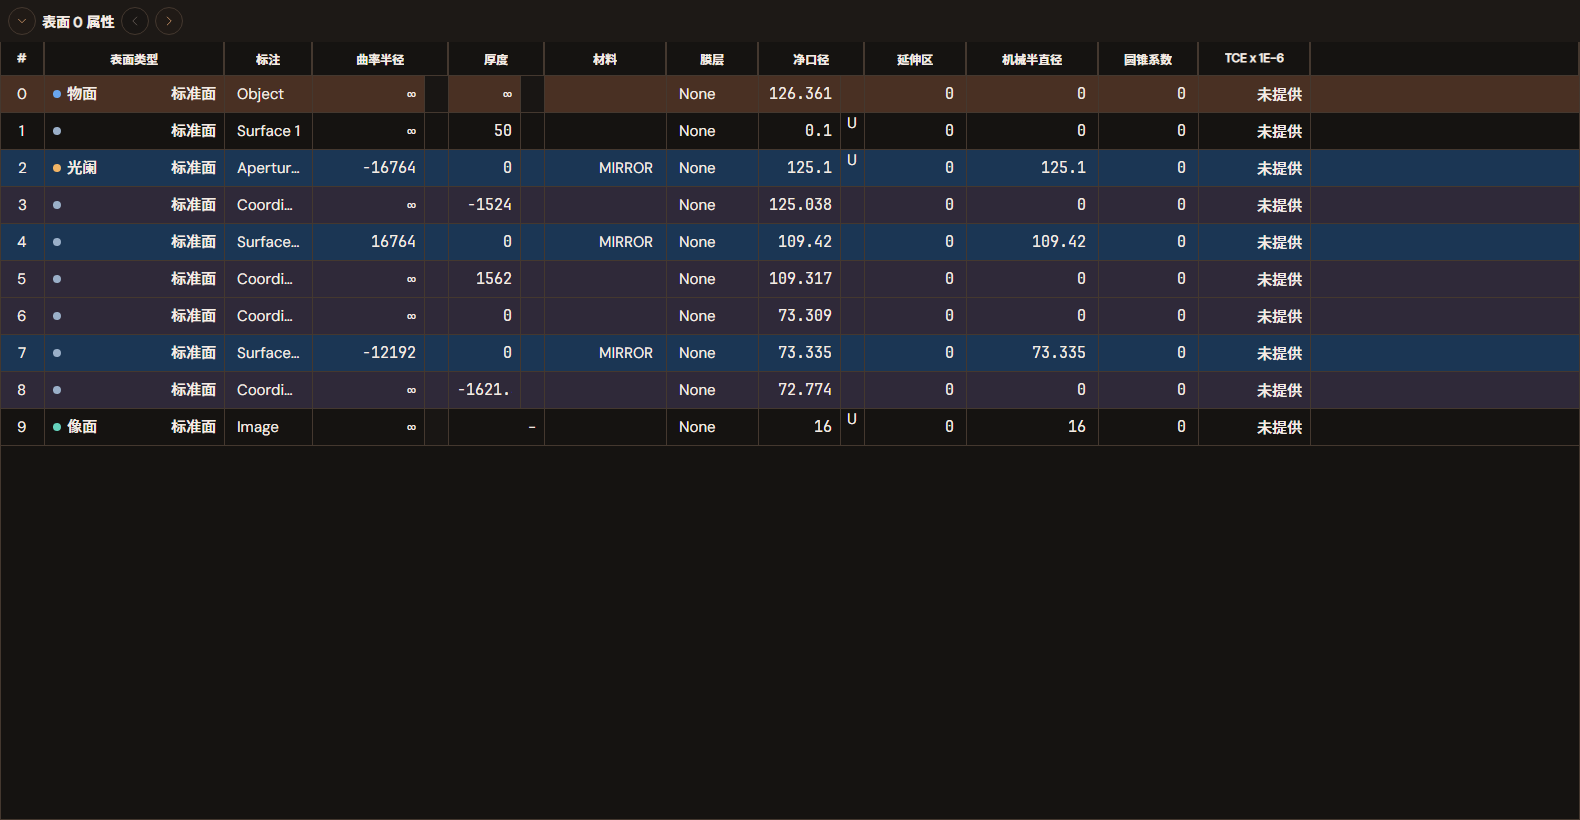 表面 0 属性
# 表面类型 标注 曲率半径 厚度 材料 膜层 净口径 延伸区 机械半直径 圆锥系数 TCE x 1E-6
0 物面 标准面 Object ∞ ∞ None 126.361 0 0 0 未提供
1 标准面 Surface 1 ∞ 50 None 0.1 U 0 0 0 未提供
2 光阑 标准面 Apertur... -16764 0 MIRROR None 125.1 U 0 125.1 0 未提供
3 标准面 Coordi... ∞ -1524 None 125.038 0 0 0 未提供
4 标准面 Surface... 16764 0 MIRROR None 109.42 0 109.42 0 未提供
5 标准面 Coordi... ∞ 1562 None 109.317 0 0 0 未提供
6 标准面 Coordi... ∞ 0 None 73.309 0 0 0 未提供
7 标准面 Surface... -12192 0 MIRROR None 73.335 0 73.335 0 未提供
8 标准面 Coordi... ∞ -1621. None 72.774 0 0 0 未提供
9 像面 标准面 Image ∞ - None 16 U 0 16 0 未提供